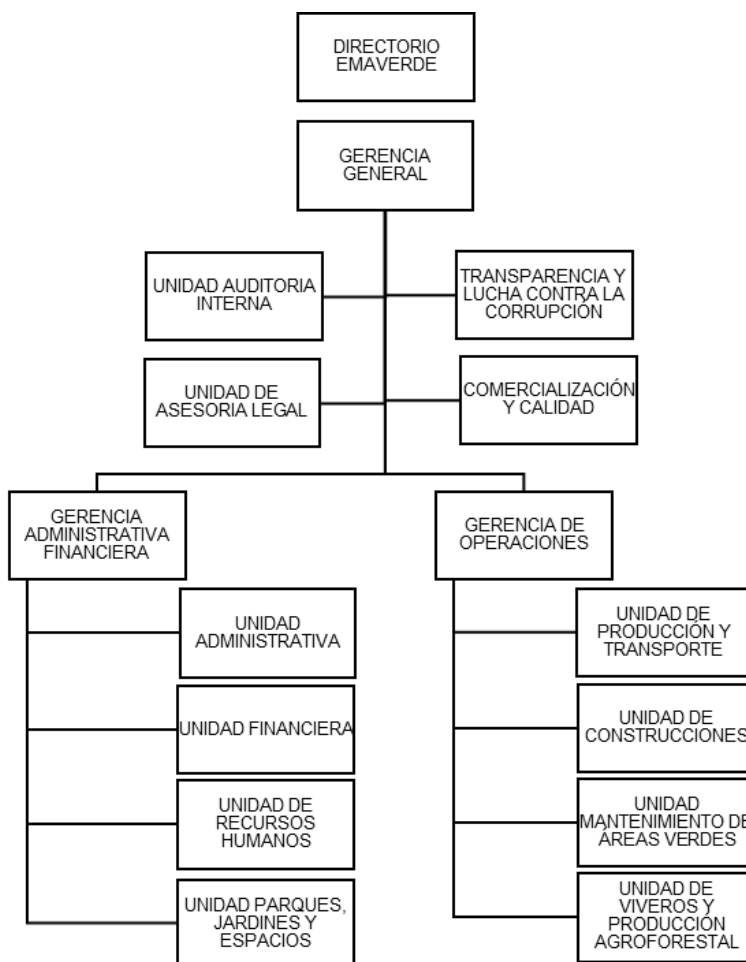 DIRECTORIO
EMAVERDE
GERENCIA
GENERAL
UNIDAD AUDITORIA
INTERNA
TRANSPARENCIA Y
LUCHA CONTRA LA
CORRUPCIÓN
UNIDAD DE
ASESORIA LEGAL
COMERCIALIZACIÓN
Y CALIDAD
GERENCIA
ADMINISTRATIVA
FINANCIERA
GERENCIA DE
OPERACIONES
UNIDAD
ADMINISTRATIVA
UNIDAD FINANCIERA
UNIDAD DE
RECURSOS
HUMANOS
UNIDAD PARQUES,
JARDINES Y
ESPACIOS
UNIDAD DE
PRODUCCIÓN Y
TRANSPORTE
UNIDAD DE
CONSTRUCCIONES
UNIDAD
MANTENIMIENTO DE
ÁREAS VERDES
UNIDAD DE
VIVEROS Y
PRODUCCIÓN
AGROFORESTAL